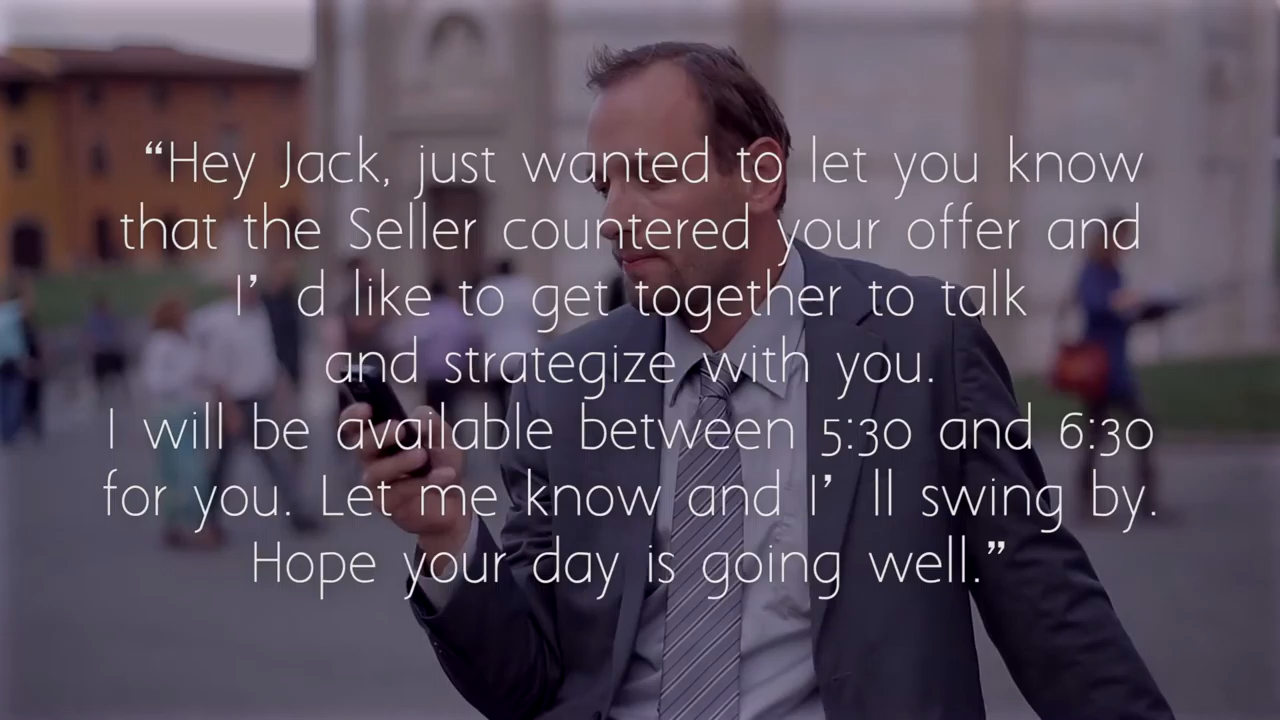 “Hey Jack, just wanted to let you know
that the Seller countered your offer and
I’ d like to get together to talk
and strategize with you.
I will be available between 5:30 and 6:30
for you. Let me know and I’ ll swing by.
Hope your day is going well.”